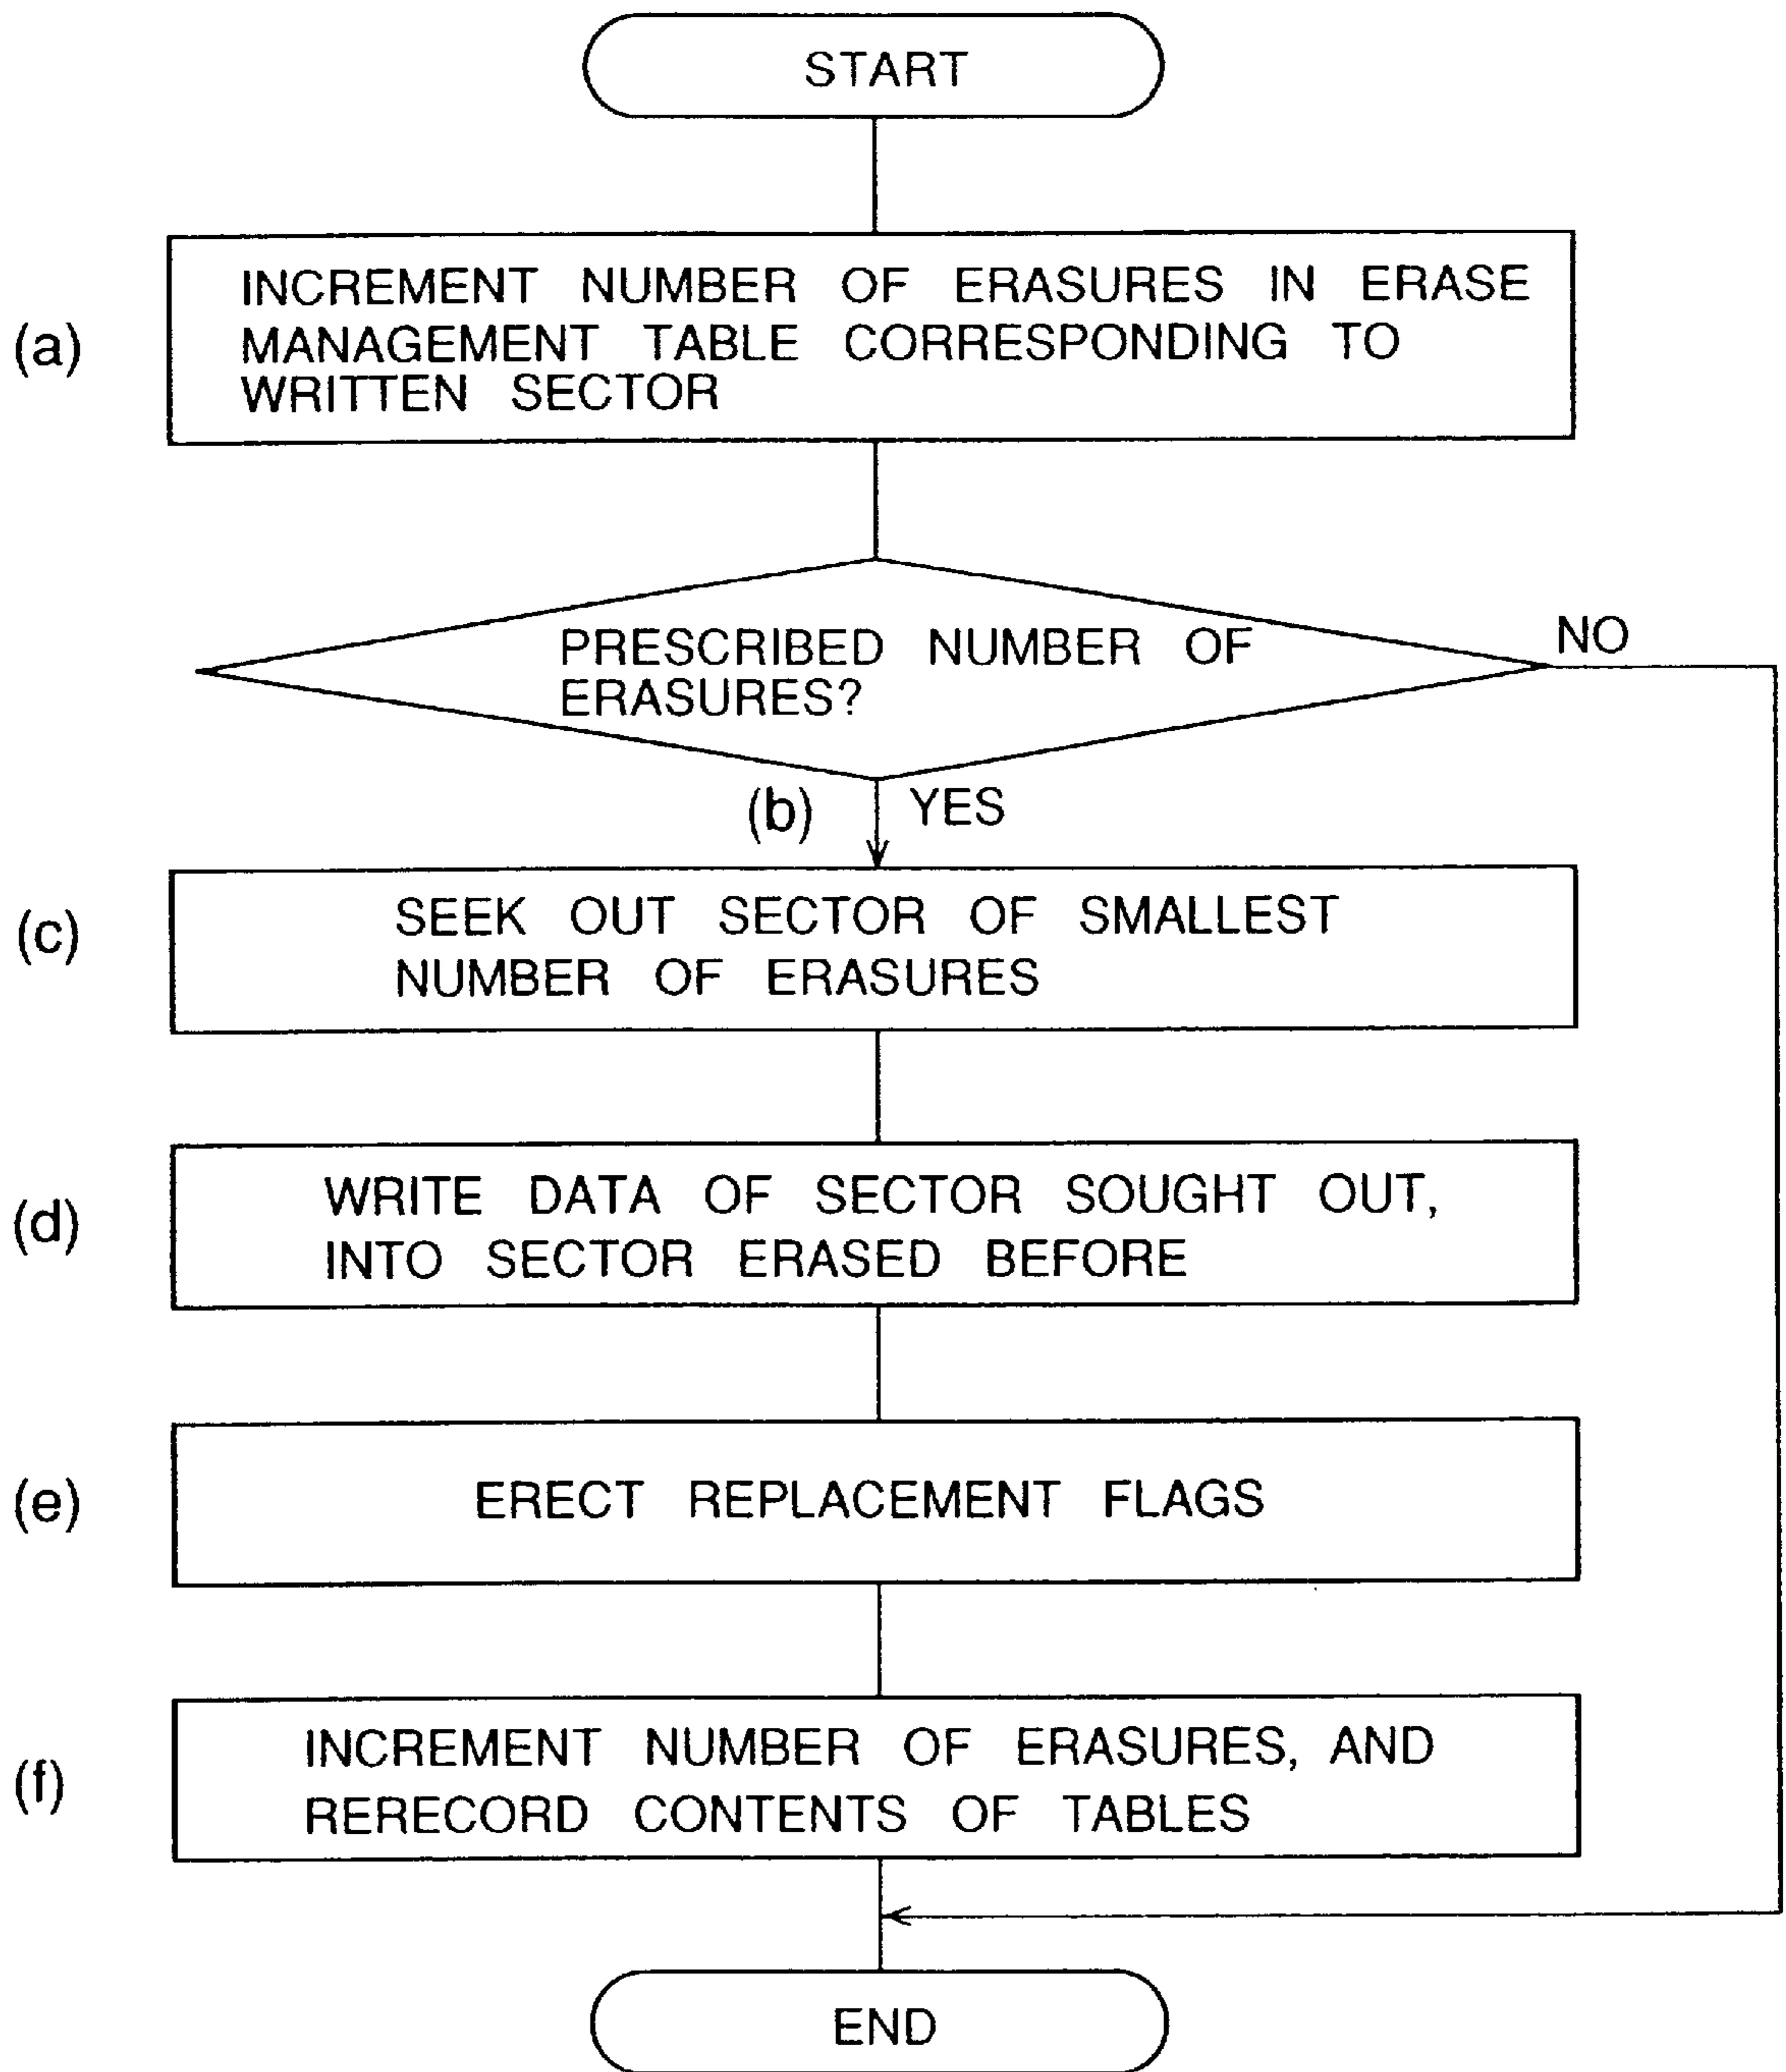 START
(a)
INCREMENT NUMBER OF ERASURES IN ERASE
MANAGEMENT TABLE CORRESPONDING TO
WRITTEN SECTOR
PRESCRIBED NUMBER OF
ERASURES?
NO
(b)
YES
(c)
SEEK OUT SECTOR OF SMALLEST
NUMBER OF ERASURES
(d)
WRITE DATA OF SECTOR SOUGHT OUT,
INTO SECTOR ERASED BEFORE
(e)
ERECT REPLACEMENT FLAGS
(f)
INCREMENT NUMBER OF ERASURES, AND
RERECORD CONTENTS OF TABLES
END